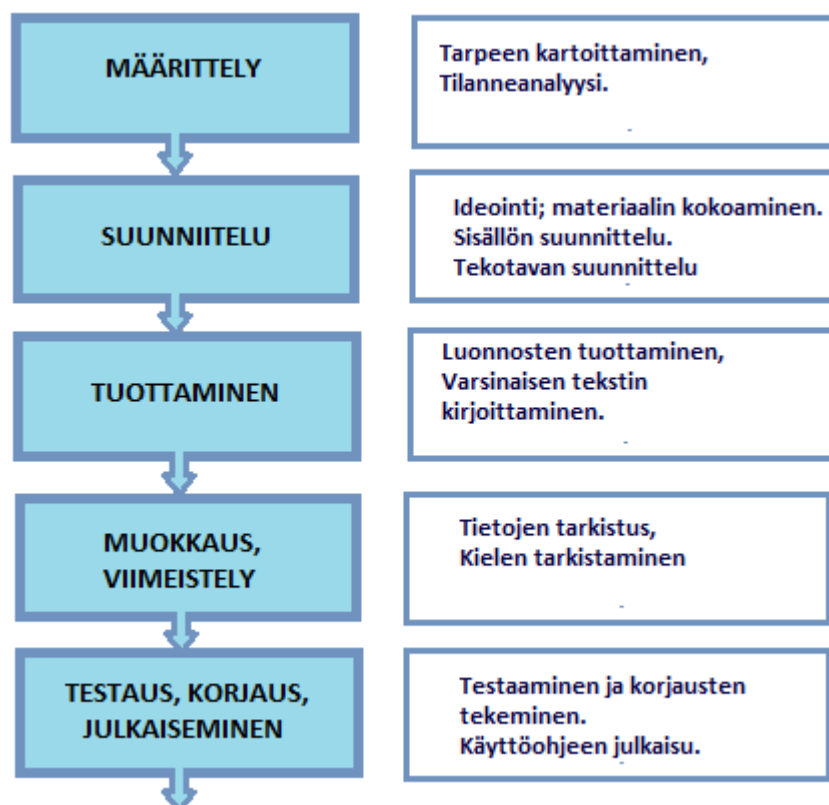 MÄÄRITTELY
Tarpeen kartoittaminen,
Tilanneanalyysi.
SUUNNIITELU
Ideointi; materiaalin kokoaminen.
Sisällön suunnittelu.
Tekotavan suunnittelu
TUOTTAMINEN
Luonnosten tuottaminen,
Varsinaisen tekstin
kirjoittaminen.
MUOKKAUS,
VIIMEISTELY
Tietojen tarkistus,
Kielen tarkistaminen
TESTAUS, KORJAUS,
JULKAISEMINEN
Testaaminen ja korjausten
tekeminen.
Käyttöohjeen julkaisu.